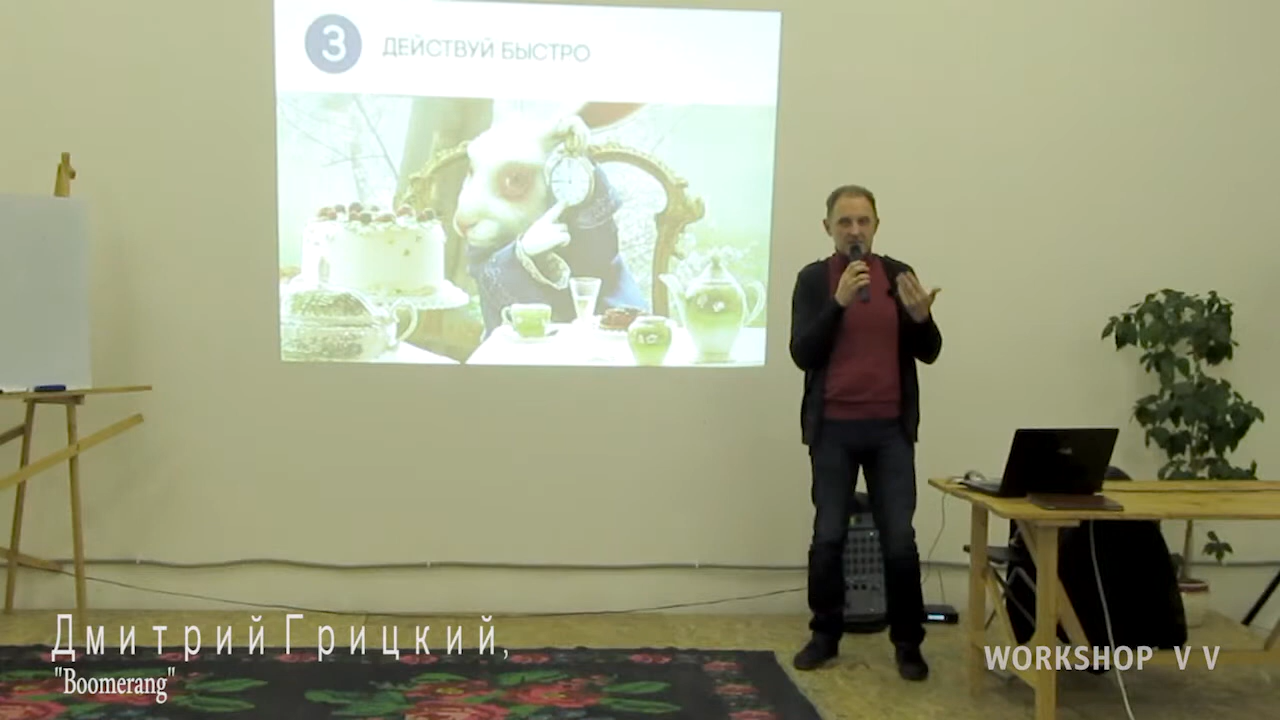 3
ДЕЙСТВУЙ БЫСТРО
Дмитрий Грицкий,
"Boomerang"
WORKSHOP V V